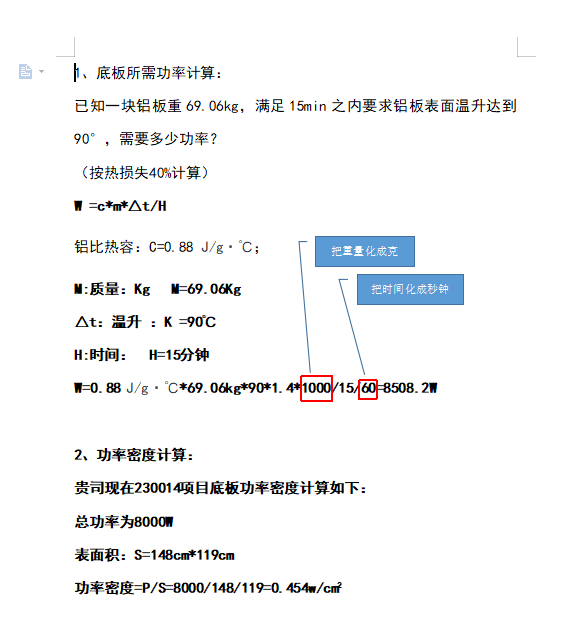 1、底板所需功率计算：
已知一块铝板重69.06kg，满足15min之内要求铝板表面温升达到
90°，需要多少功率？
（按热损失40%计算）
W =c*m*△t/H
铝比热容：C=0.88 J/g·℃；
把重量化成克
把时间化成秒钟
M:质量：Kg M=69.06Kg
△t：温升 ：K =90℃
H:时间： H=15分钟
W=0.88 J/g·℃*69.06kg*90*1.4*1000/15/60=8508.2W
2、功率密度计算：
贵司现在230014项目底板功率密度计算如下：
总功率为8000W
表面积：S=148cm*119cm
功率密度=P/S=8000/148/119=0.454w/c㎡